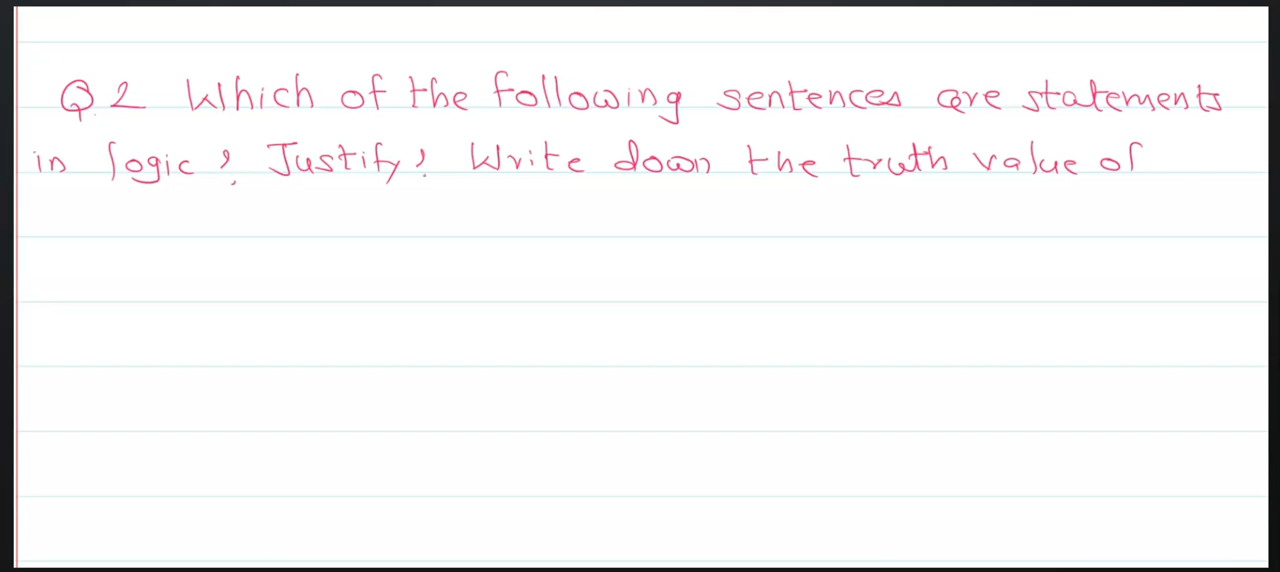 Q 2 Which of the following sentences are statements
in logic ? Justify ? Write down the truth value of